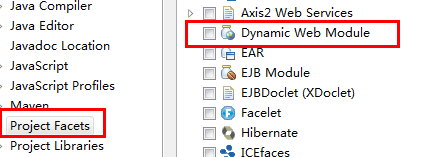 Java Compiler
Java Editor
Javadoc Location
JavaScript
JavaScript Profiles
Maven
Project Facets
Project Libraries
Axis2 Web Services
Dynamic Web Module
EAR
EJB Module
EJBDoclet (XDoclet)
Facelet
Hibernate
ICEfaces